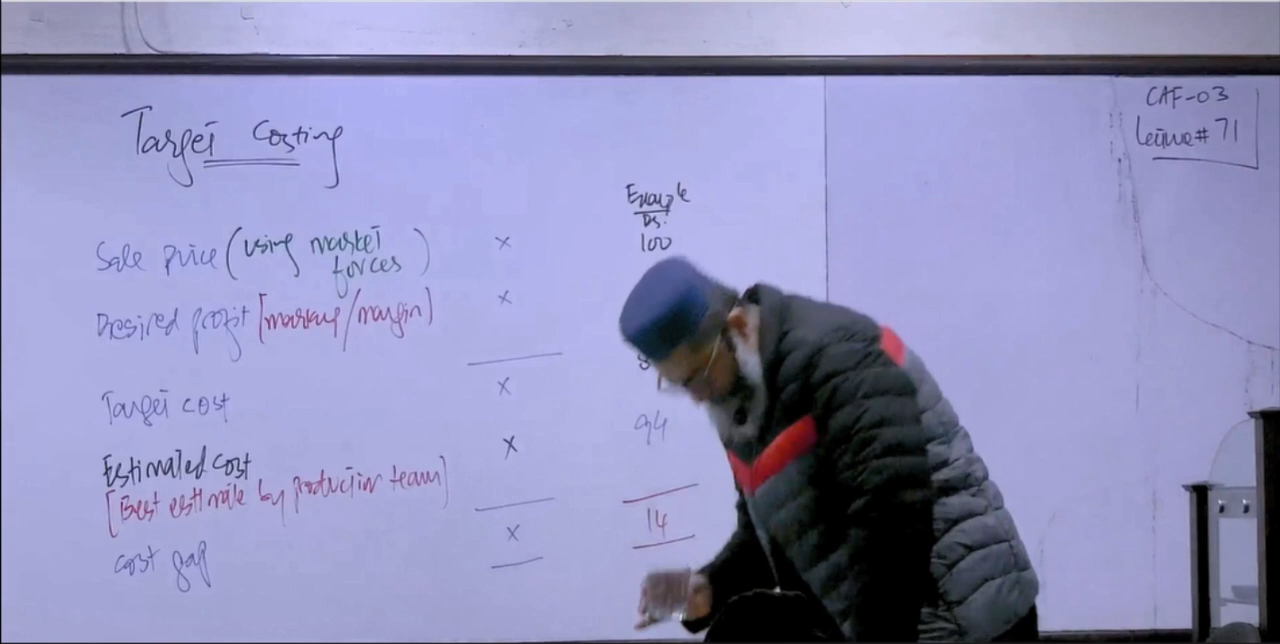 CAF-03
Lecture # 71
Target Costing
Example
Rs.
Sale price (using market forces) x 100
Desired profit [markup/margin] x
Target cost x
Estimated cost x 94
[Best estimate by production team]
Cost gap x 14